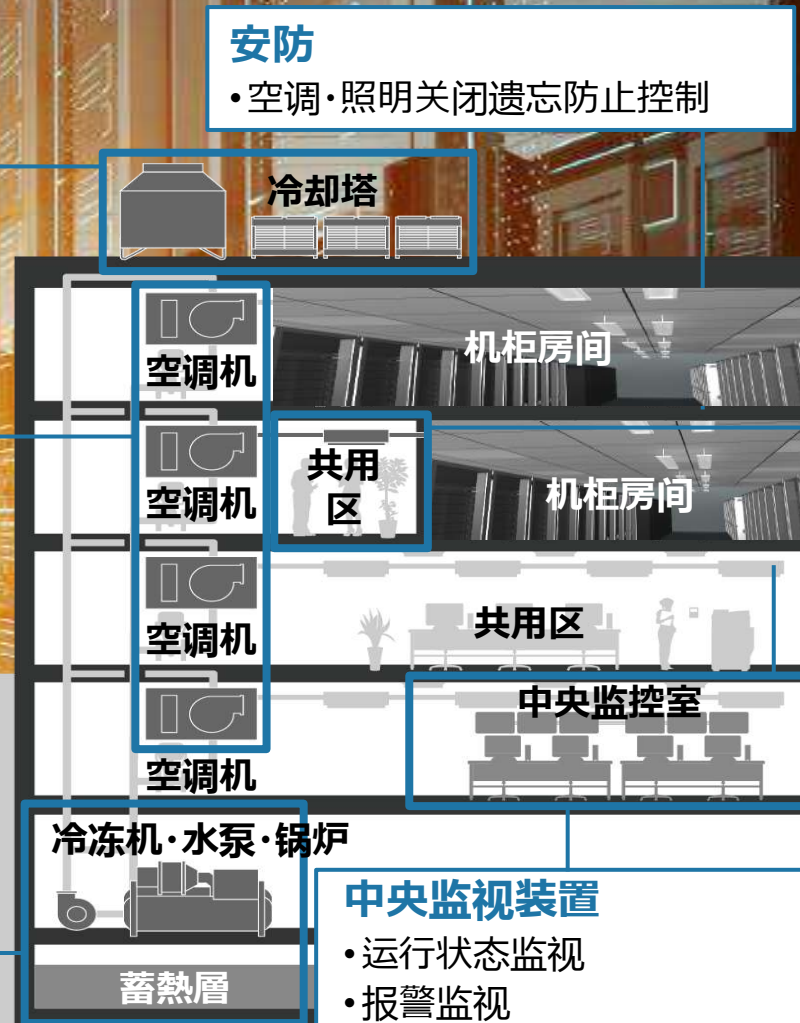 安防
•空调·照明关闭遗忘防止控制
冷却塔
空调机
机柜房间
空调机
共用
区
机柜房间
空调机
共用区
空调机
中央监控室
冷冻机·水泵·锅炉
蓄熱層
中央监视装置
•运行状态监视
•报警监视